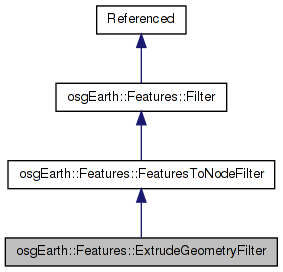 Referenced
osgEarth::Features::Filter
osgEarth::Features::FeaturesToNodeFilter
osgEarth::Features::ExtrudeGeometryFilter